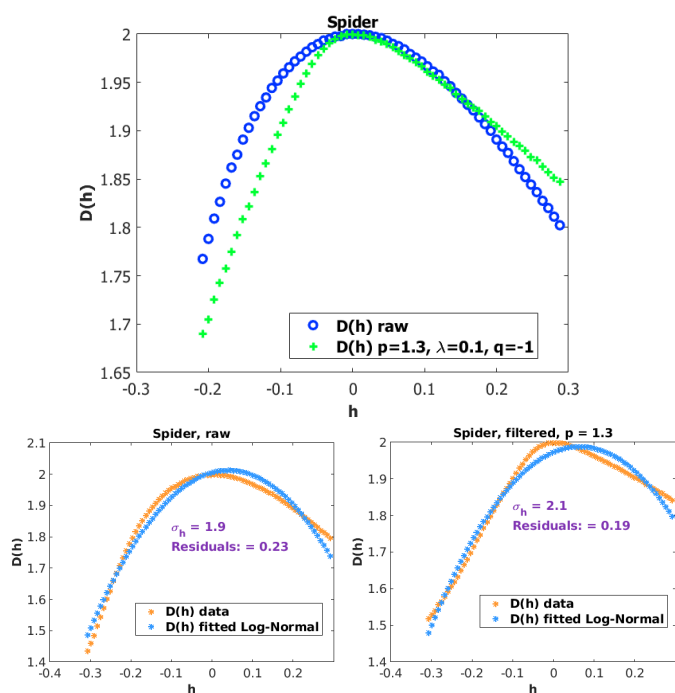 Spider
D(h)
2
1.95
1.9
1.85
1.8
1.75
1.7
1.65
D(h) raw
D(h) p=1.3, λ=0.1, q=-1
-0.3 -0.2 -0.1 0 0.1 0.2 0.3
h
Spider, raw
D(h)
2.1
2
1.9
1.8
1.7
1.6
1.5
1.4
σh = 1.9
Residuals: = 0.23
D(h) data
D(h) fitted Log-Normal
-0.4 -0.3 -0.2 -0.1 0 0.1 0.2
h
Spider, filtered, p = 1.3
D(h)
2
1.9
1.8
1.7
1.6
1.5
1.4
σh = 2.1
Residuals: = 0.19
D(h) data
D(h) fitted Log-Normal
-0.4 -0.3 -0.2 -0.1 0 0.1 0.2
h